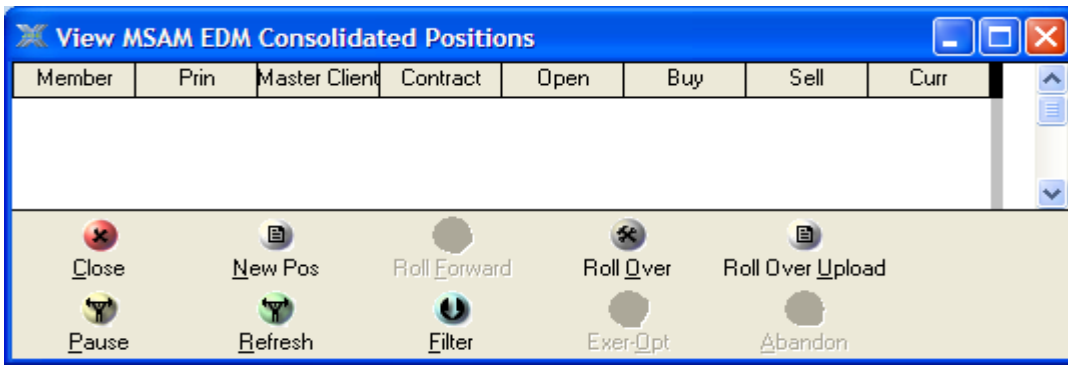 View MSAM EDM Consolidated Positions
Member Prin Master Client Contract Open Buy Sell Curr
Close New Pos Roll Forward Roll Over Roll Over Upload
Pause Refresh Filter Exer-Opt Abandon